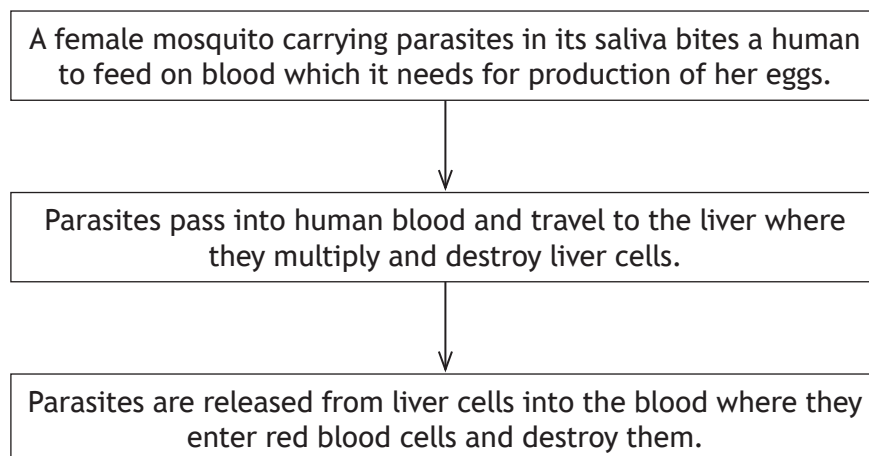 A female mosquito carrying parasites in its saliva bites a human
to feed on blood which it needs for production of her eggs.
Parasites pass into human blood and travel to the liver where
they multiply and destroy liver cells.
Parasites are released from liver cells into the blood where they
enter red blood cells and destroy them.